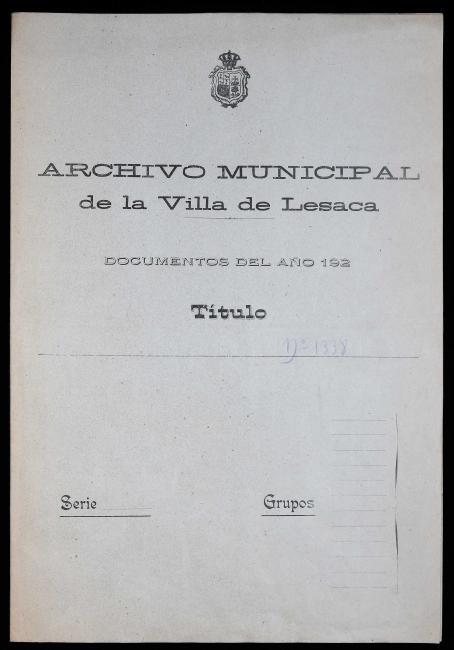 ARCHIVO MUNICIPAL
de la Villa de Lesaca
DOCUMENTOS DEL AÑO 192
Título
Nº 1338
Serie
Grupos